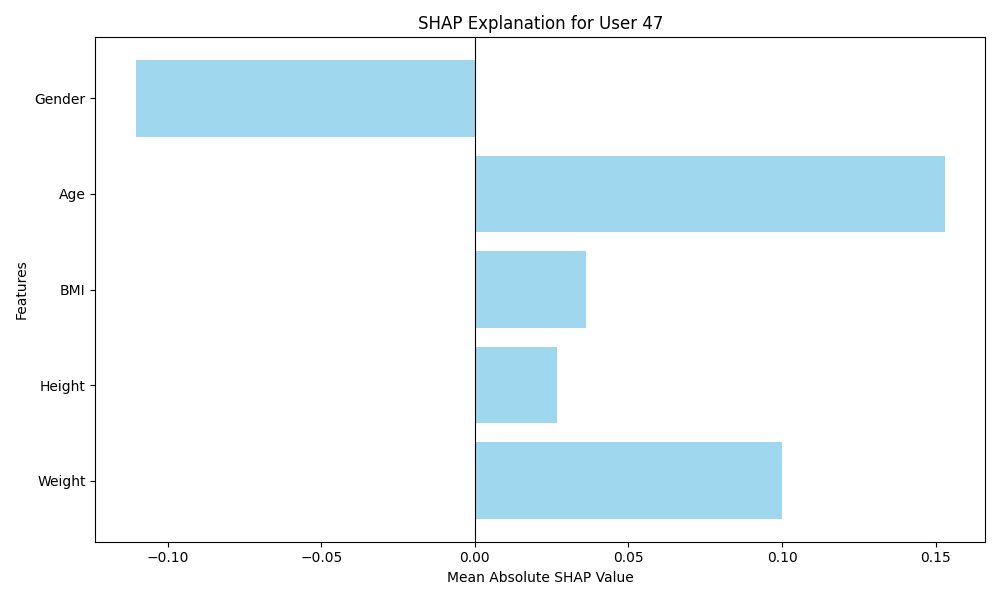 SHAP Explanation for User 47
Features
Gender
Age
BMI
Height
Weight
−0.10
−0.05
0.00
0.05
0.10
0.15
Mean Absolute SHAP Value